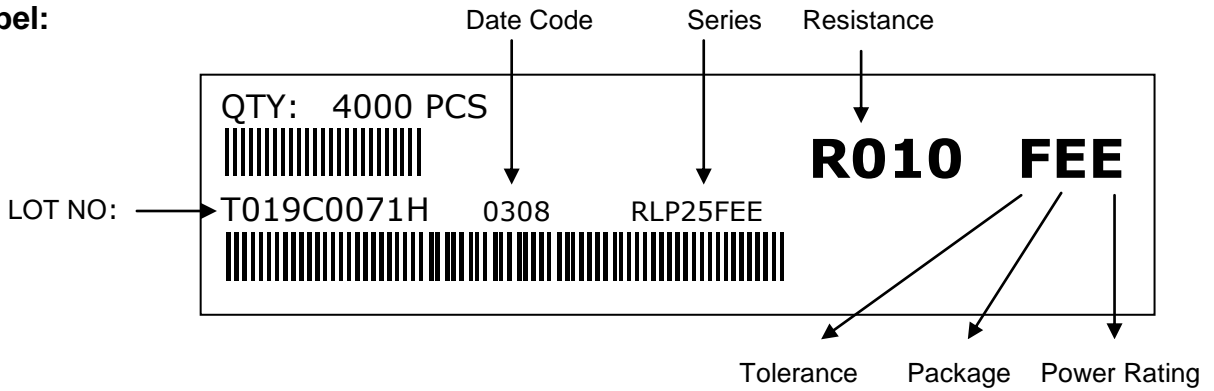 bel:
Date Code Series Resistance
QTY: 4000 PCS
R010 FEE
LOT NO: T019C0071H 0308 RLP25FEE
Tolerance Package Power Rating